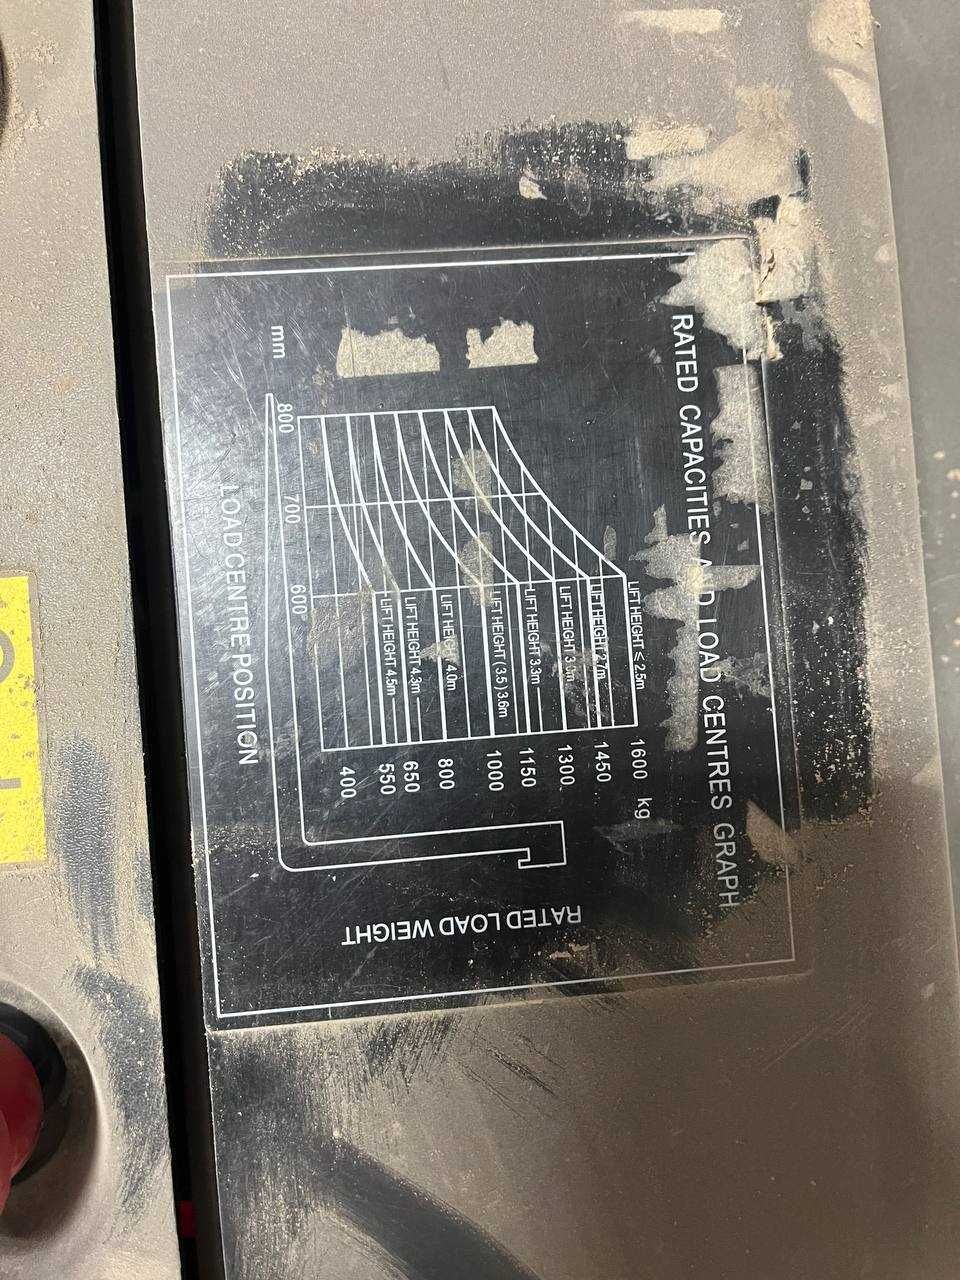 RATED CAPACITIES AND LOAD CENTRES GRAPH
kg
1600
1450
1300
1150
1000
800
650
550
400
LIFT HEIGHT ≤ 2.5m
LIFT HEIGHT 2.7m
LIFT HEIGHT 3.0m
LIFT HEIGHT 3.3m
LIFT HEIGHT (3.5) 3.6m
LIFT HEIGHT 4.0m
LIFT HEIGHT 4.3m
LIFT HEIGHT 4.5m
RATED LOAD WEIGHT
mm
800
700
600
LOAD CENTRE POSITION